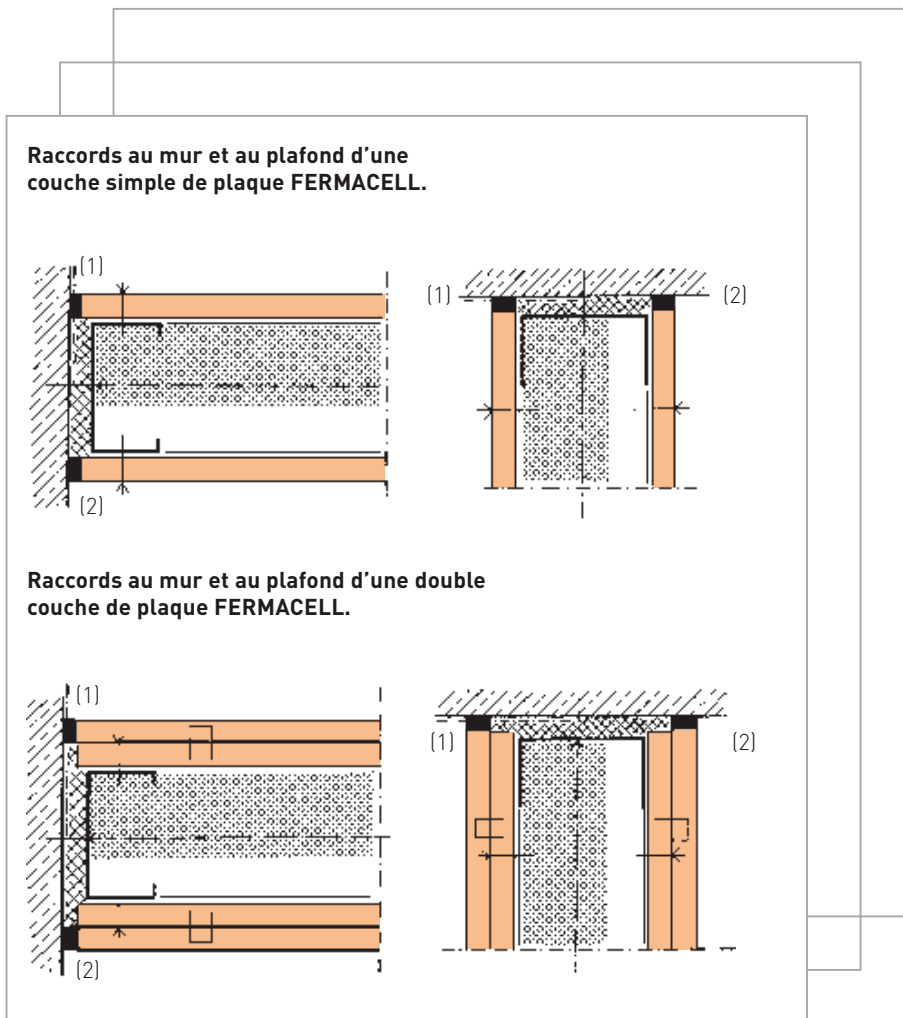 Raccords au mur et au plafond d’une
couche simple de plaque FERMACELL.
(1)
(2)
(1)
(2)
Raccords au mur et au plafond d’une double
couche de plaque FERMACELL.
(1)
(2)
(1)
(2)